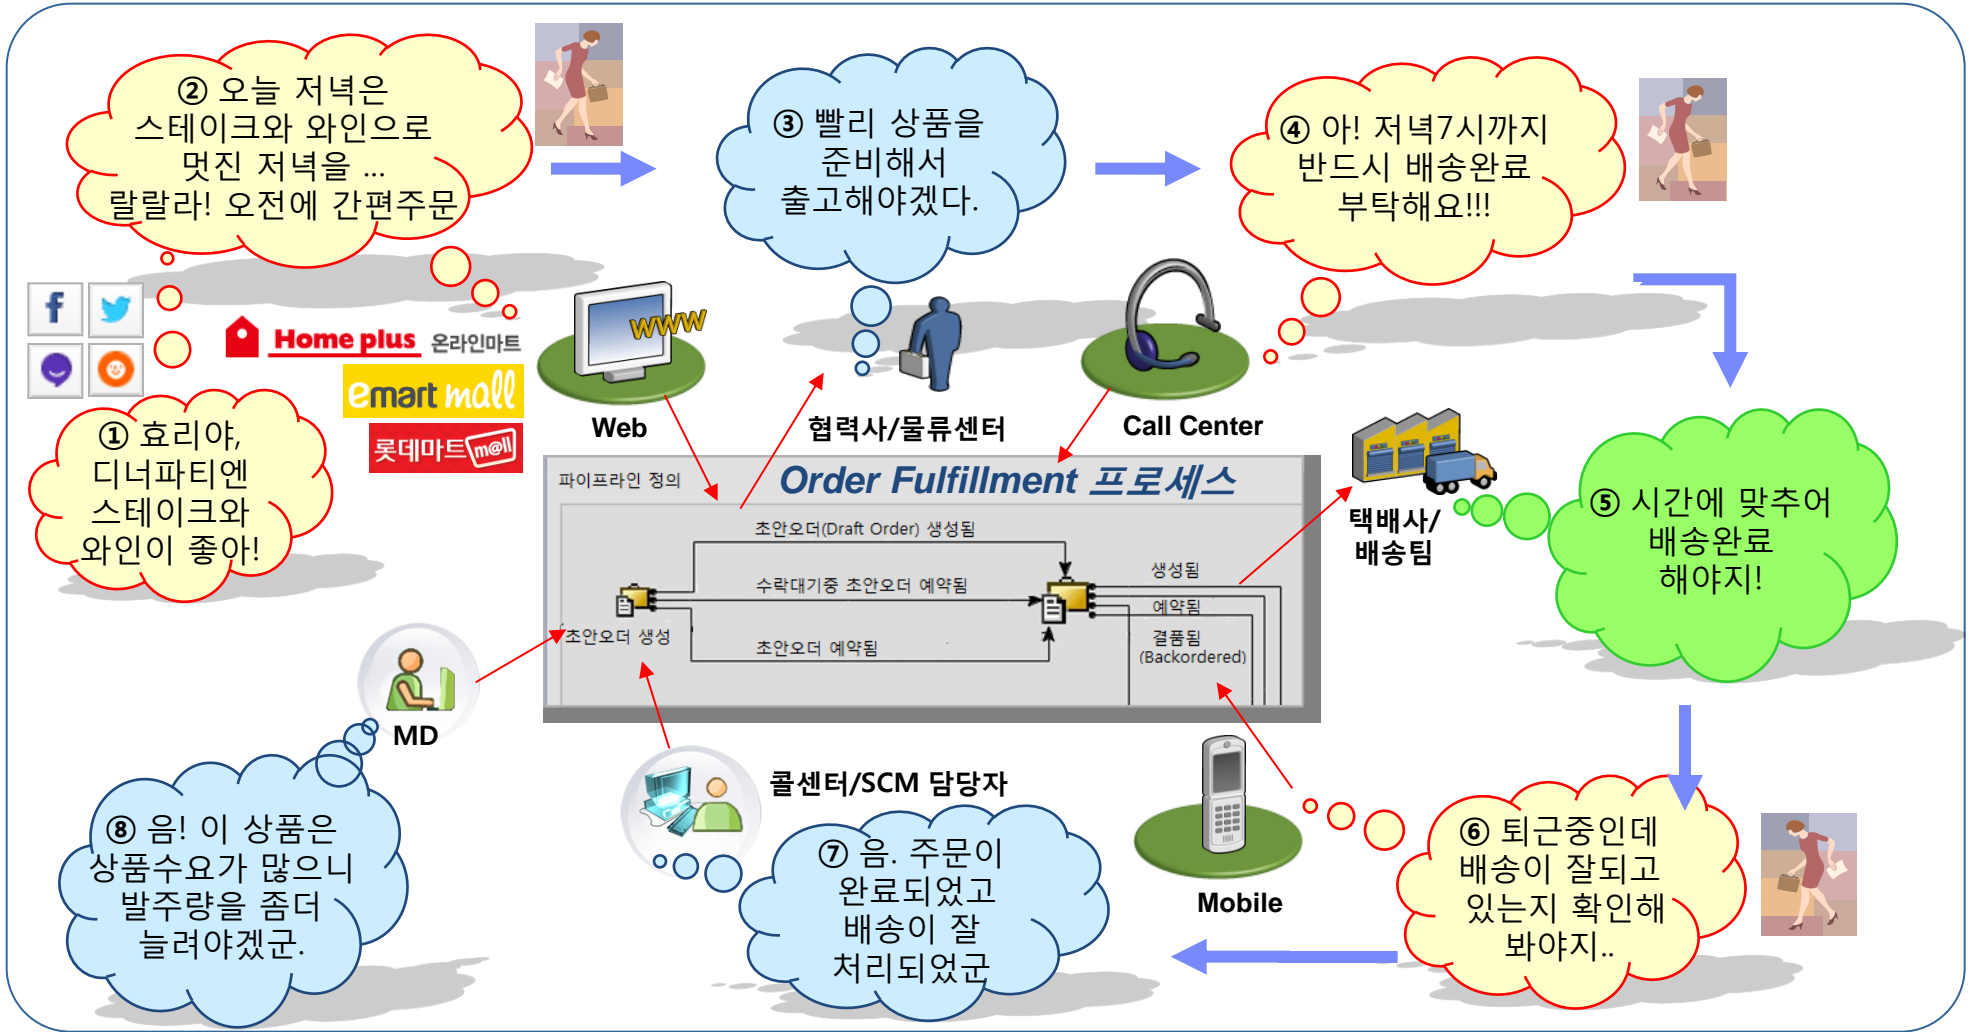 ② 오늘 저녁은
스테이크와 와인으로
멋진 저녁을 ...
랄랄라! 오전에 간편주문
③ 빨리 상품을
준비해서
출고해야겠다.
④ 아! 저녁7시까지
반드시 배송완료
부탁해요!!!
f
Home plus 온라인마트
emart mall
롯데마트 m@ll
www
Web
협력사/물류센터
Call Center
① 효리야,
디너파티엔
스테이크와
와인이 좋아!
택배사/
배송팀
⑤ 시간에 맞추어
배송완료
해야지!
파이프라인 정의
Order Fulfillment 프로세스
초안오더(Draft Order) 생성됨
수락대기중 초안오더 예약됨
초안오더 예약됨
초안오더 생성
생성됨
예약됨
결품됨
(Backordered)
MD
콜센터/SCM 담당자
Mobile
⑥ 퇴근중인데
배송이 잘되고
있는지 확인해
봐야지..
⑦ 음. 주문이
완료되었고
배송이 잘
처리되었군
⑧ 음! 이 상품은
상품수요가 많으니
발주량을 좀더
늘려야겠군.